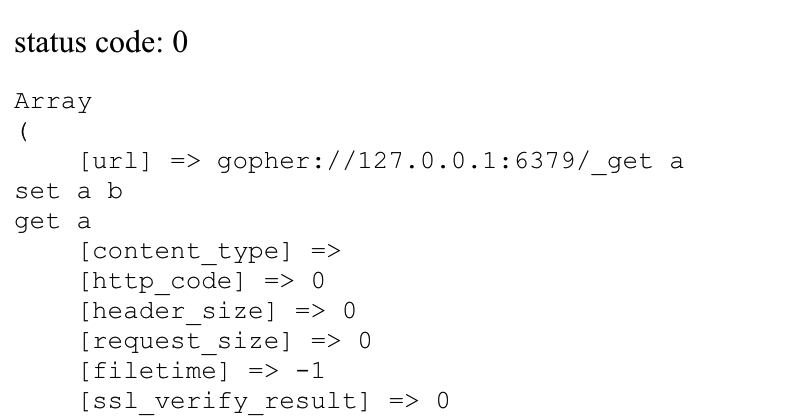 status code: 0
Array
(
[url] => gopher://127.0.0.1:6379/_get a
set a b
get a
[content_type] =>
[http_code] => 0
[header_size] => 0
[request_size] => 0
[filetime] => -1
[ssl_verify_result] => 0